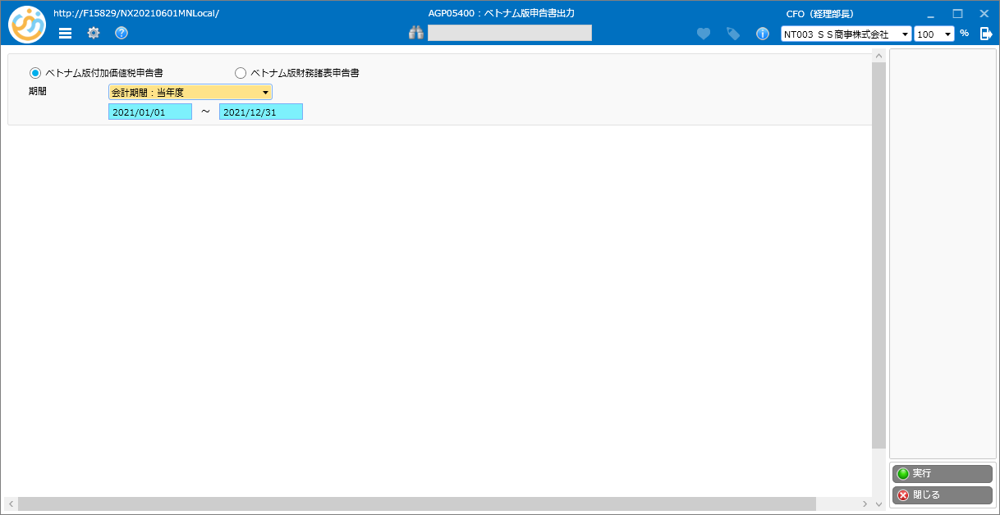 http://F15829/NX20210601MNLocal/
AGP05400：ベトナム版申告書出力
CFO（経理部長）
NT003 ＳＳ商事株式会社
100
%
ベトナム版付加価値税申告書
ベトナム版財務諸表申告書
期間
会計期間：当年度
2021/01/01 ～ 2021/12/31
実行
閉じる